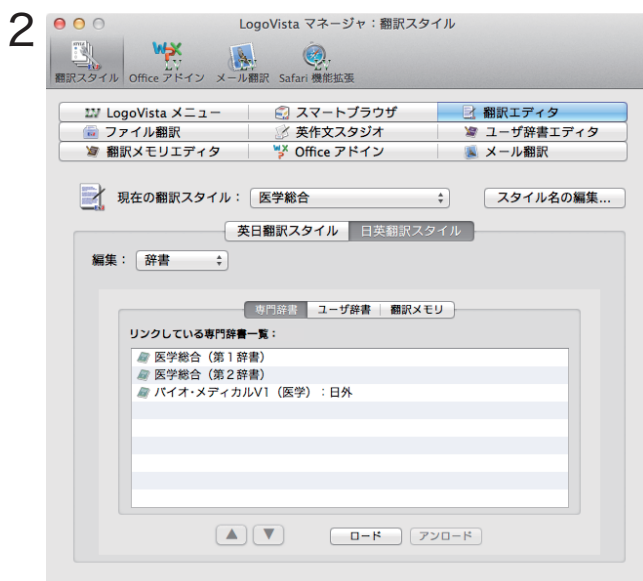 2
LogoVista マネージャ：翻訳スタイル
翻訳スタイル Office アドイン メール翻訳 Safari 機能拡張
LogoVista メニュー スマートブラウザ 翻訳エディタ
ファイル翻訳 英作文スタジオ ユーザ辞書エディタ
翻訳メモリエディタ Office アドイン メール翻訳
現在の翻訳スタイル： 医学総合 スタイル名の編集...
英日翻訳スタイル 日英翻訳スタイル
編集： 辞書
専門辞書 ユーザ辞書 翻訳メモリ
リンクしている専門辞書一覧：
医学総合（第１辞書）
医学総合（第２辞書）
バイオ・メディカルV1（医学）：日外
ロード アンロード